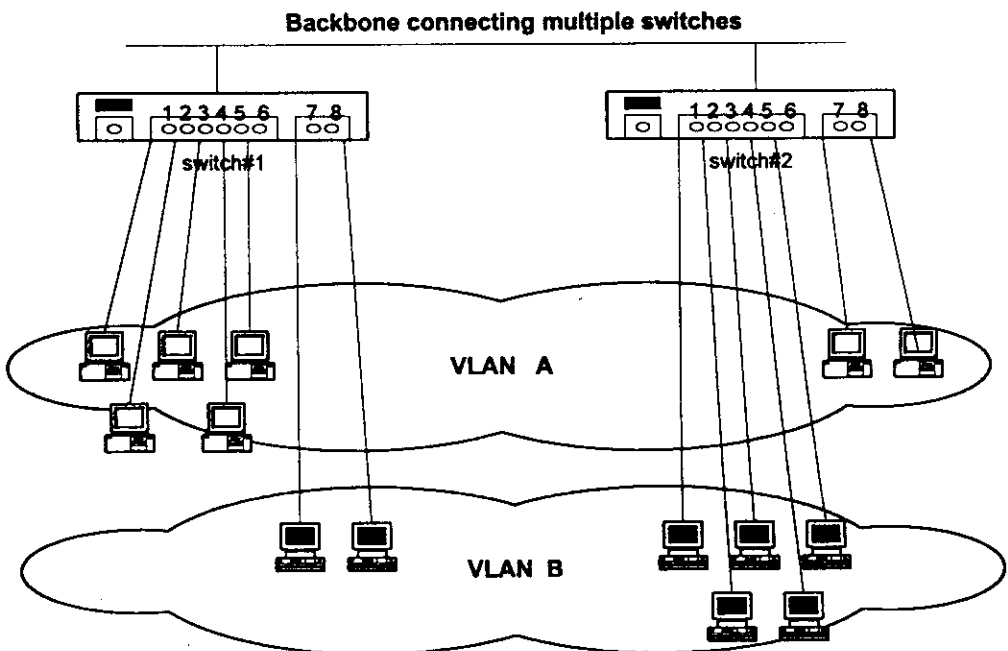 Backbone connecting multiple switches
1 2 3 4 5 6 7 8
1 2 3 4 5 6 7 8
switch#1
switch#2
VLAN A
VLAN B